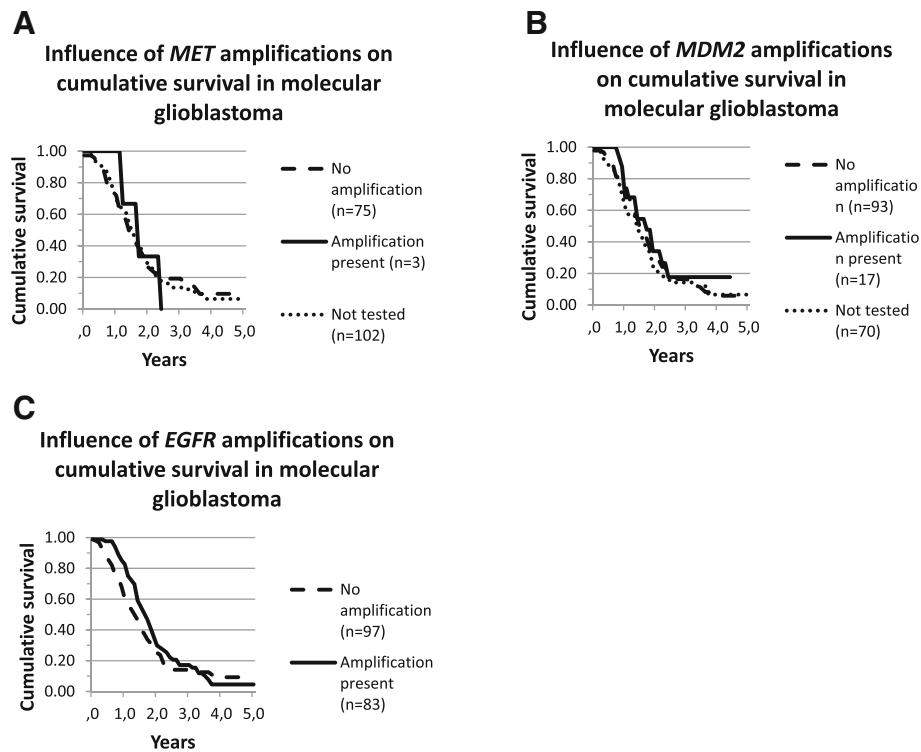 A
Influence of MET amplifications on
cumulative survival in molecular
glioblastoma
Cumulative survival
1.00
0.80
0.60
0.40
0.20
0.00
,0 1,0 2,0 3,0 4,0 5,0
Years
No
amplification
(n=75)
Amplification
present (n=3)
Not tested
(n=102)
B
Influence of MDM2 amplifications
on cumulative survival in
molecular glioblastoma
Cumulative survival
1.00
0.80
0.60
0.40
0.20
0.00
,0 1,0 2,0 3,0 4,0 5,0
Years
No
amplificatio
n (n=93)
Amplificatio
n present
(n=17)
Not tested
(n=70)
C
Influence of EGFR amplifications on
cumulative survival in molecular
glioblastoma
Cumulative survival
1.00
0.80
0.60
0.40
0.20
0.00
,0 1,0 2,0 3,0 4,0 5,0
Years
No
amplification
(n=97)
Amplification
present
(n=83)